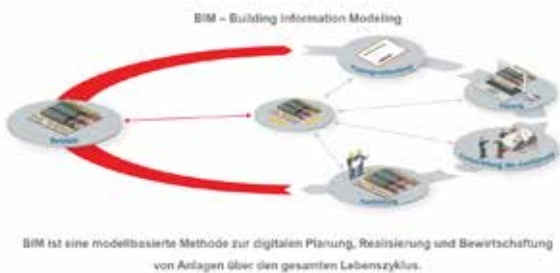 BIM – Building Information Modeling
Planung
BIM ist eine modellbasierte Methode zur digitalen Planung, Realisierung und Bewirtschaftung
von Anlagen über den gesamten Lebenszyklus.